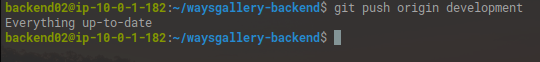 backend02@ip-10-0-1-182:~/waysgallery-backend$ git push origin development
Everything up-to-date
backend02@ip-10-0-1-182:~/waysgallery-backend$